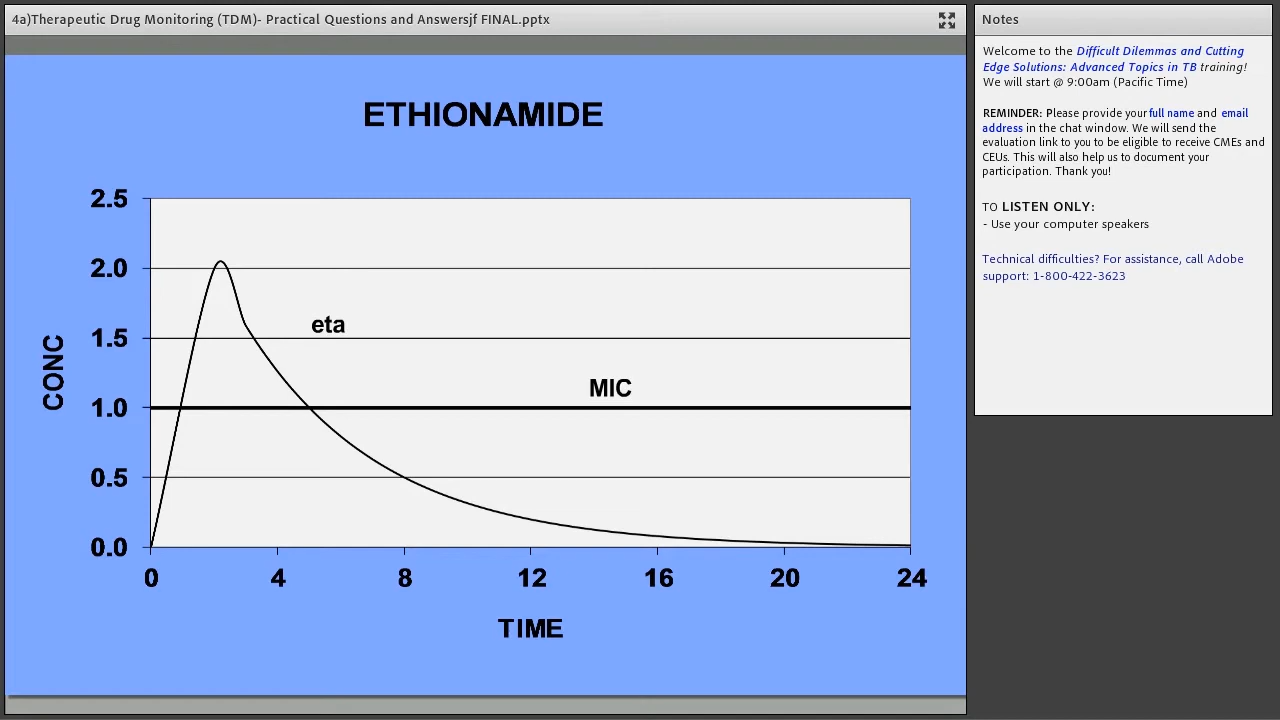 4a)Therapeutic Drug Monitoring (TDM)- Practical Questions and Answersjf FINAL.pptx
ETHIONAMIDE
2.5
2.0
1.5
1.0
0.5
0.0
CONC
eta
MIC
0 4 8 12 16 20 24
TIME
Notes
Welcome to the Difficult Dilemmas and Cutting
Edge Solutions: Advanced Topics in TB training!
We will start @ 9:00am (Pacific Time)
REMINDER: Please provide your full name and email
address in the chat window. We will send the
evaluation link to you to be eligible to receive CMEs and
CEUs. This will also help us to document your
participation. Thank you!
TO LISTEN ONLY:
- Use your computer speakers
Technical difficulties? For assistance, call Adobe
support: 1-800-422-3623